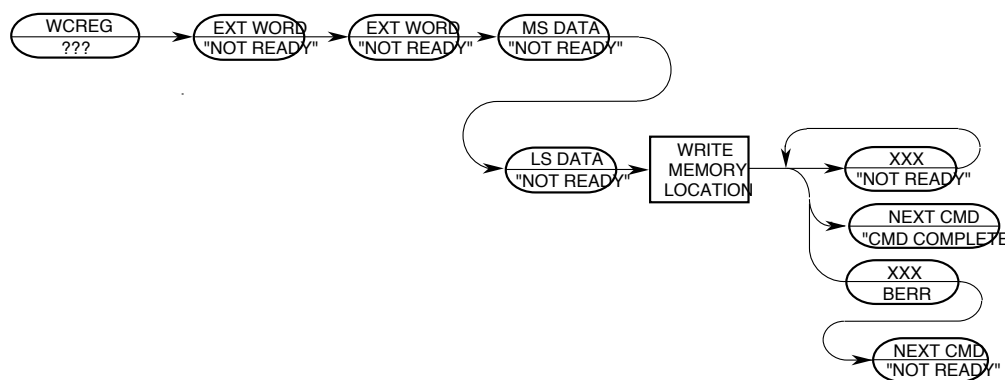 WCREG
???
EXT WORD
"NOT READY"
EXT WORD
"NOT READY"
MS DATA
"NOT READY"
LS DATA
"NOT READY"
WRITE
MEMORY
LOCATION
XXX
"NOT READY"
NEXT CMD
"CMD COMPLETE
XXX
BERR
NEXT CMD
"NOT READY"